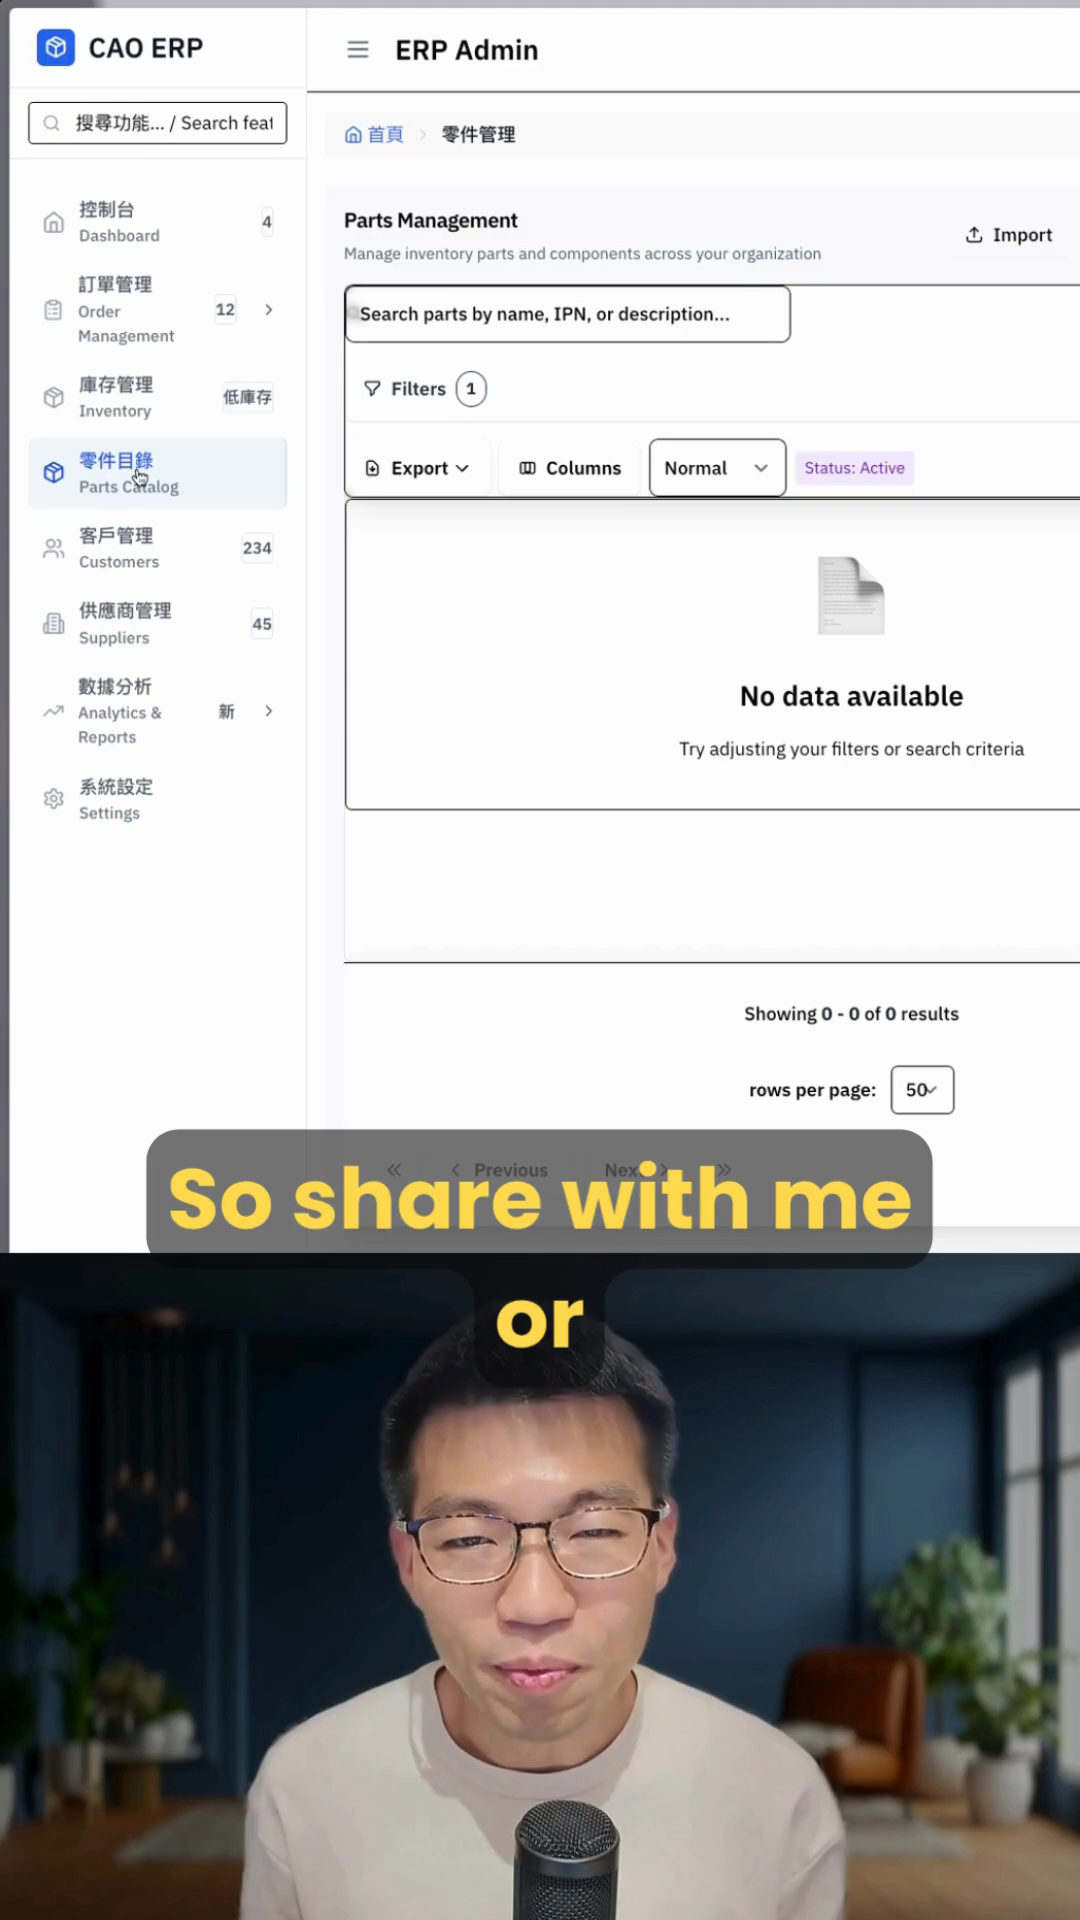 CAO ERP
搜尋功能... / Search feat
控制台
Dashboard
4
訂單管理
Order
Management
12
庫存管理
Inventory
低庫存
零件目錄
Parts Catalog
客戶管理
Customers
234
供應商管理
Suppliers
45
數據分析
Analytics &
Reports
新
系統設定
Settings
ERP Admin
首頁
零件管理
Parts Management
Manage inventory parts and components across your organization
Import
Search parts by name, IPN, or description...
Filters 1
Export
Columns
Normal
Status: Active
No data available
Try adjusting your filters or search criteria
Showing 0 - 0 of 0 results
rows per page: 50
« < Previous Next »
So share with me
or